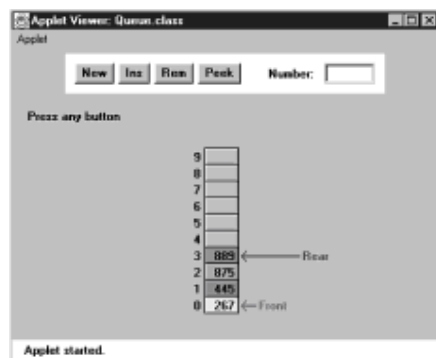 Applet Viewer: Queue.class
Applet
New Ins Rem Peek Number:
Press any button
9
8
7
6
5
4
3 889 Rear
2 875
1 445
0 267 Front
Applet started.